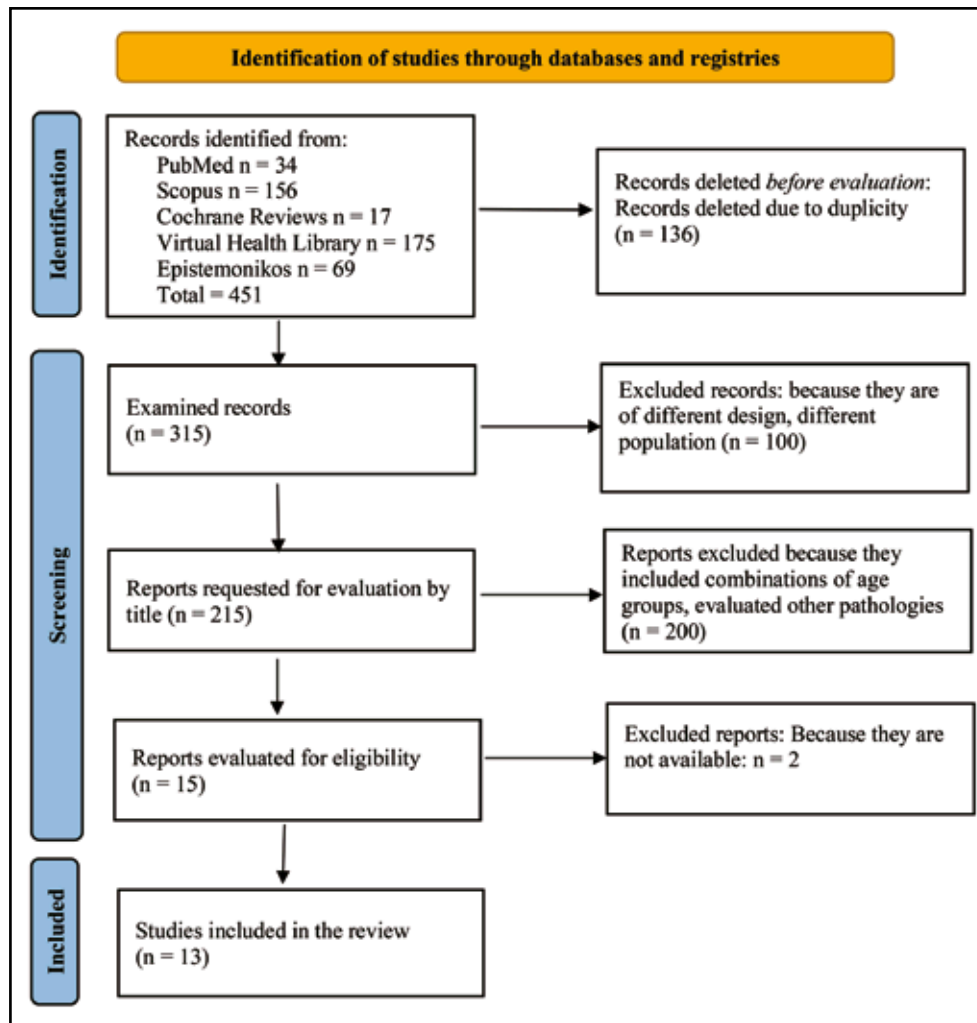 Identification of studies through databases and registries
Identification
Records identified from:
PubMed n = 34
Scopus n = 156
Cochrane Reviews n = 17
Virtual Health Library n = 175
Epistemonikos n = 69
Total = 451
Records deleted before evaluation:
Records deleted due to duplicity
(n = 136)
Screening
Examined records
(n = 315)
Excluded records: because they are
of different design, different
population (n = 100)
Reports requested for evaluation by
title (n = 215)
Reports excluded because they
included combinations of age
groups, evaluated other pathologies
(n = 200)
Reports evaluated for eligibility
(n = 15)
Excluded reports: Because they are
not available: n = 2
Included
Studies included in the review
(n = 13)